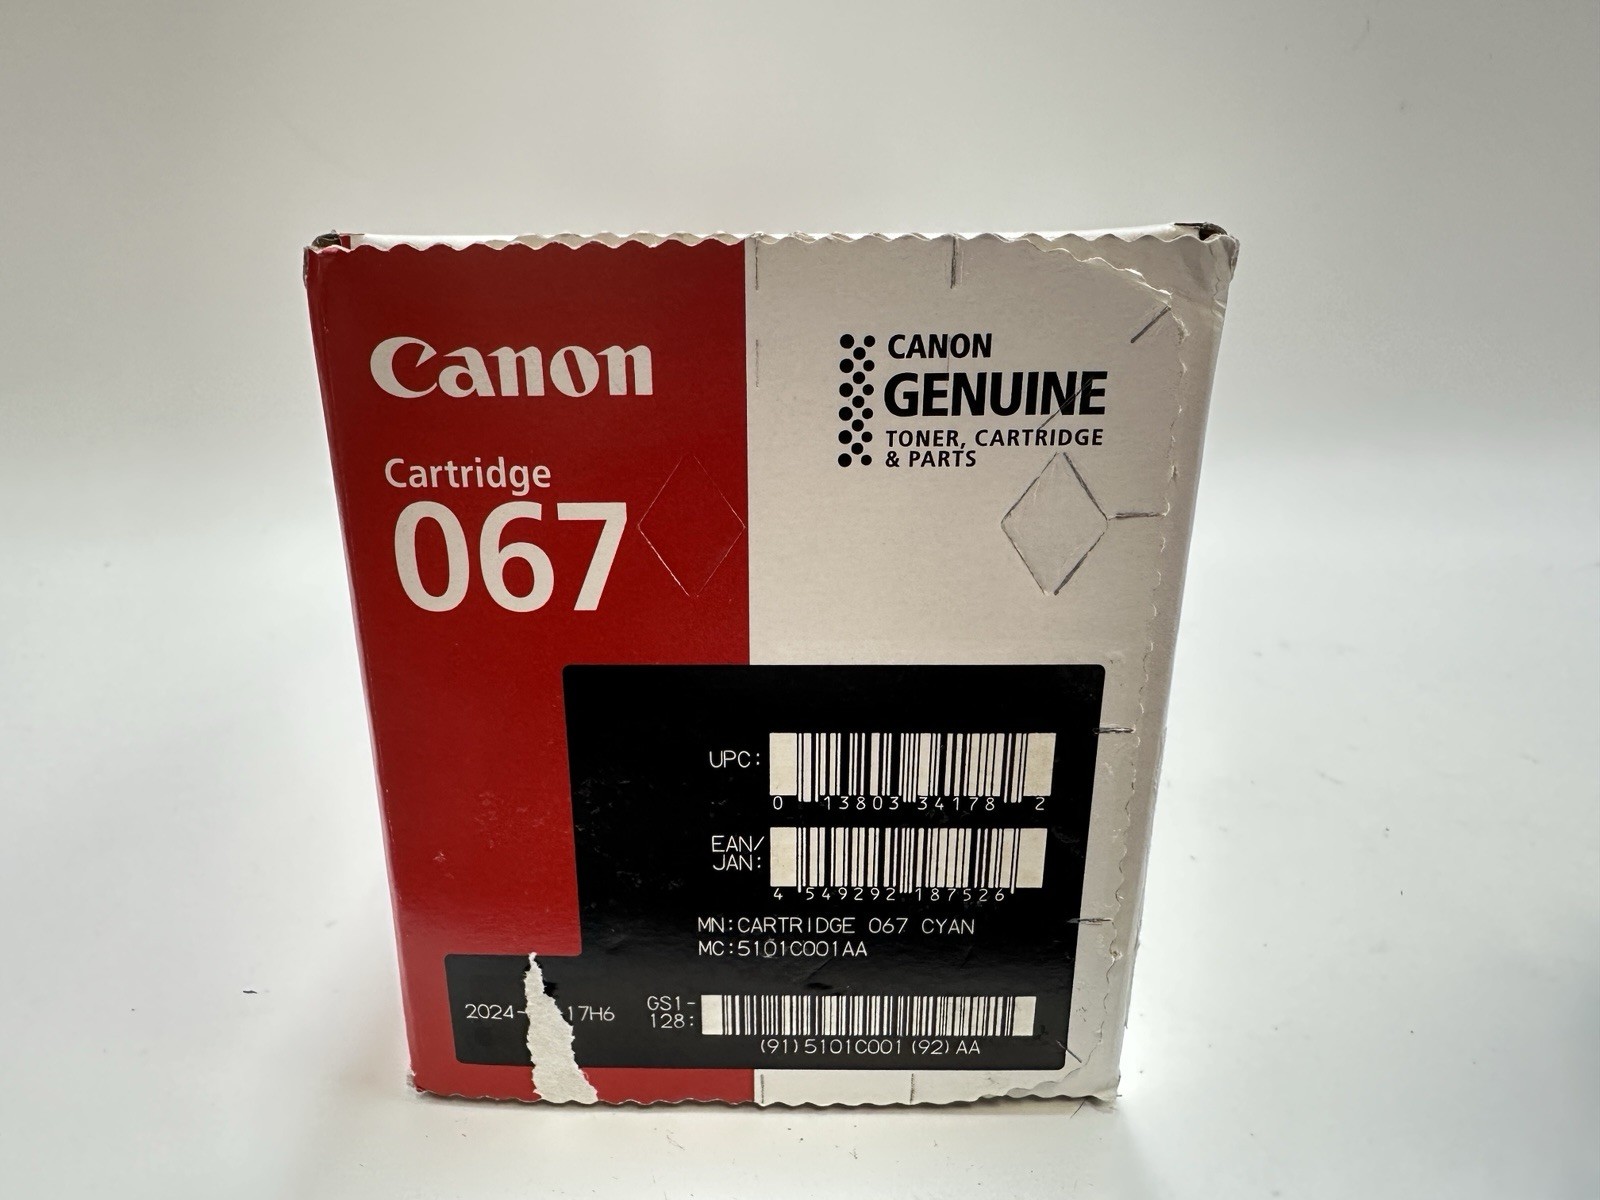 Canon
Cartridge
067
CANON
GENUINE
TONER, CARTRIDGE
& PARTS
UPC:
0 13803 34178 2
EAN/
JAN:
4 549292 187526
MN:CARTRIDGE 067 CYAN
MC:5101C001AA
2024- 17H6
GS1-
128:
(91)5101C001(92)AA